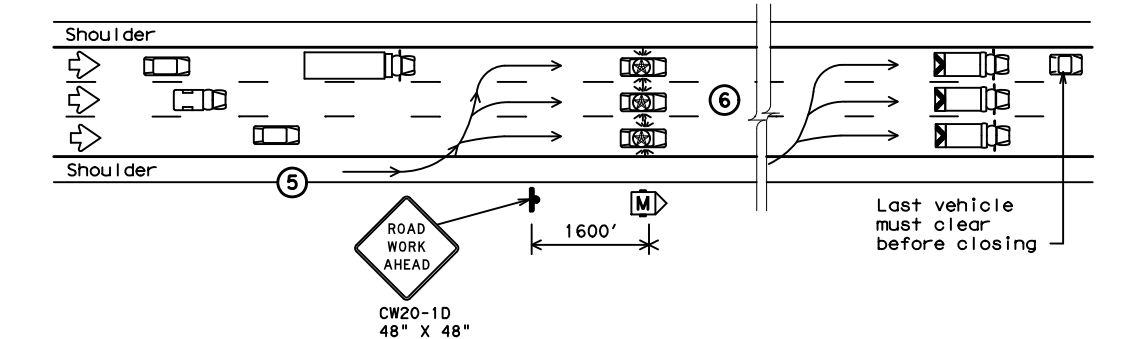 Shoulder
6
Shoulder
5
M
1600'
ROAD
WORK
AHEAD
CW20-1D
48" X 48"
Last vehicle
must clear
before closing